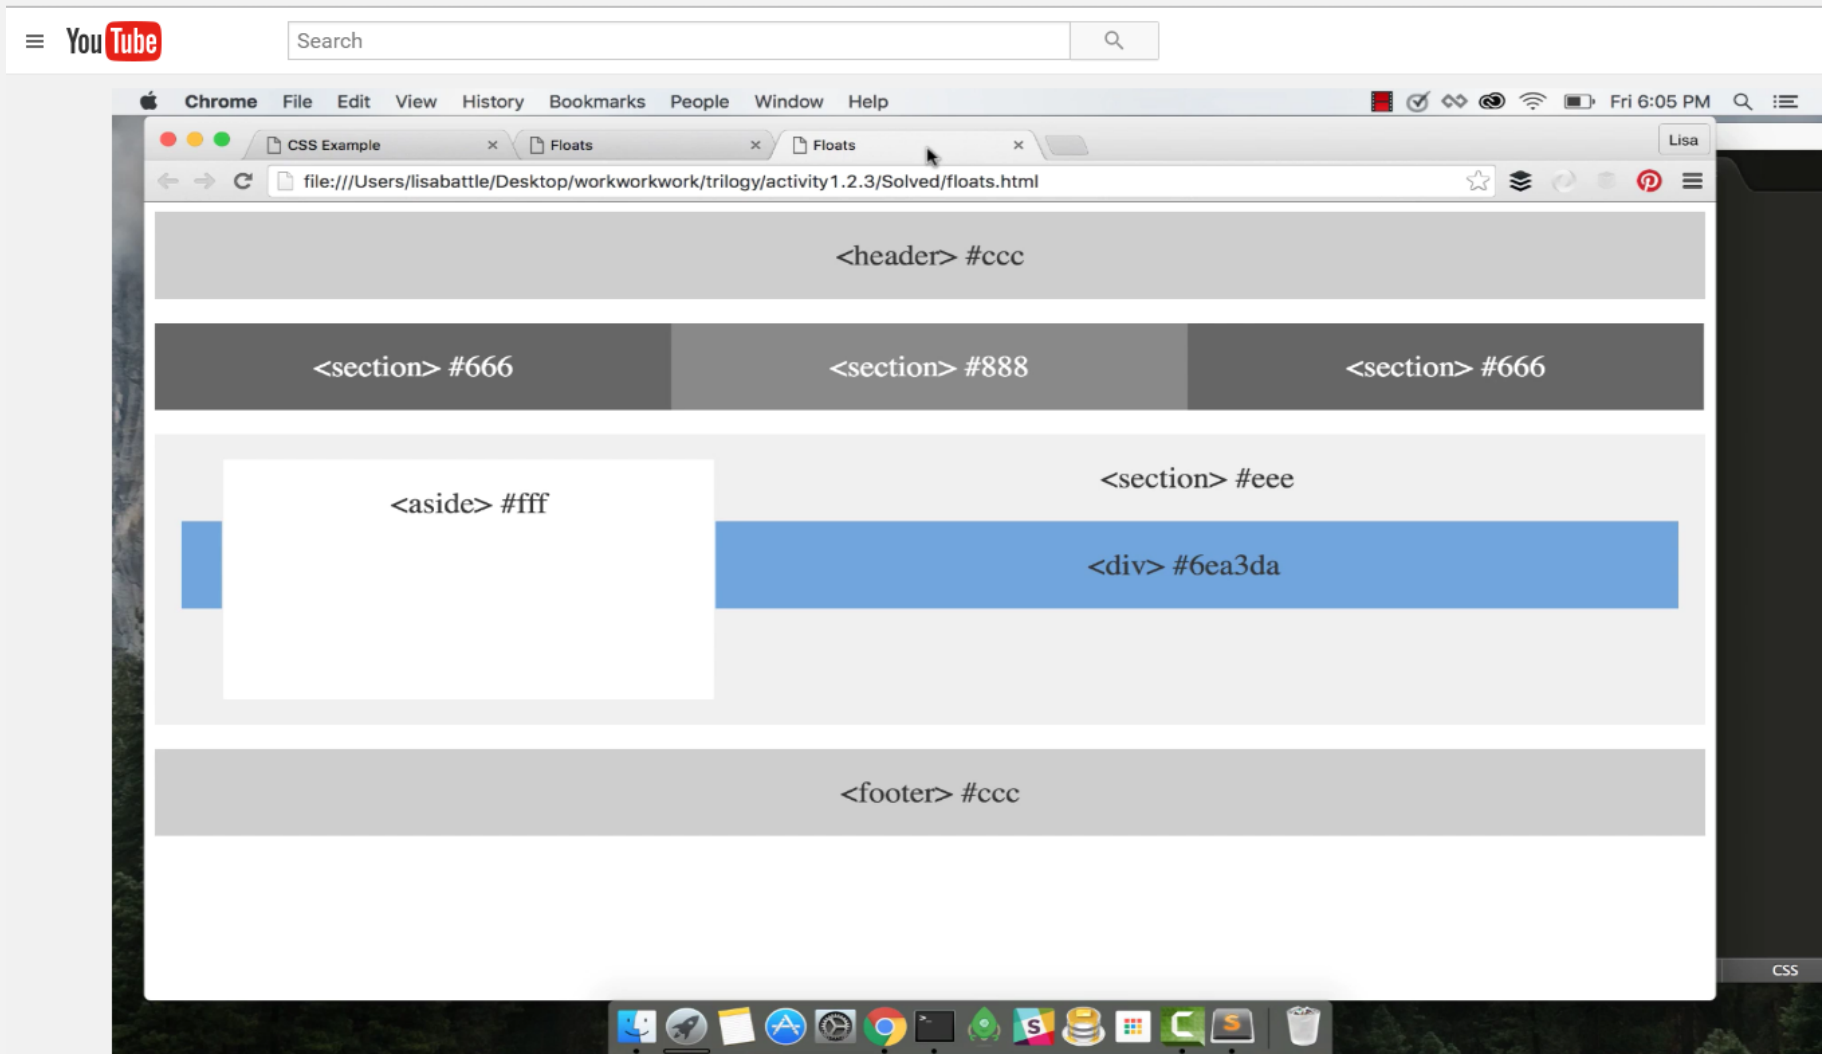 YouTube
Search
Chrome File Edit View History Bookmarks People Window Help Fri 6:05 PM
CSS Example Floats Floats Lisa
file:///Users/lisabattle/Desktop/workworkwork/trilogy/activity1.2.3/Solved/floats.html
<header> #ccc
<section> #666 <section> #888 <section> #666
<section> #eee
<aside> #fff
<div> #6ea3da
<footer> #ccc
CSS